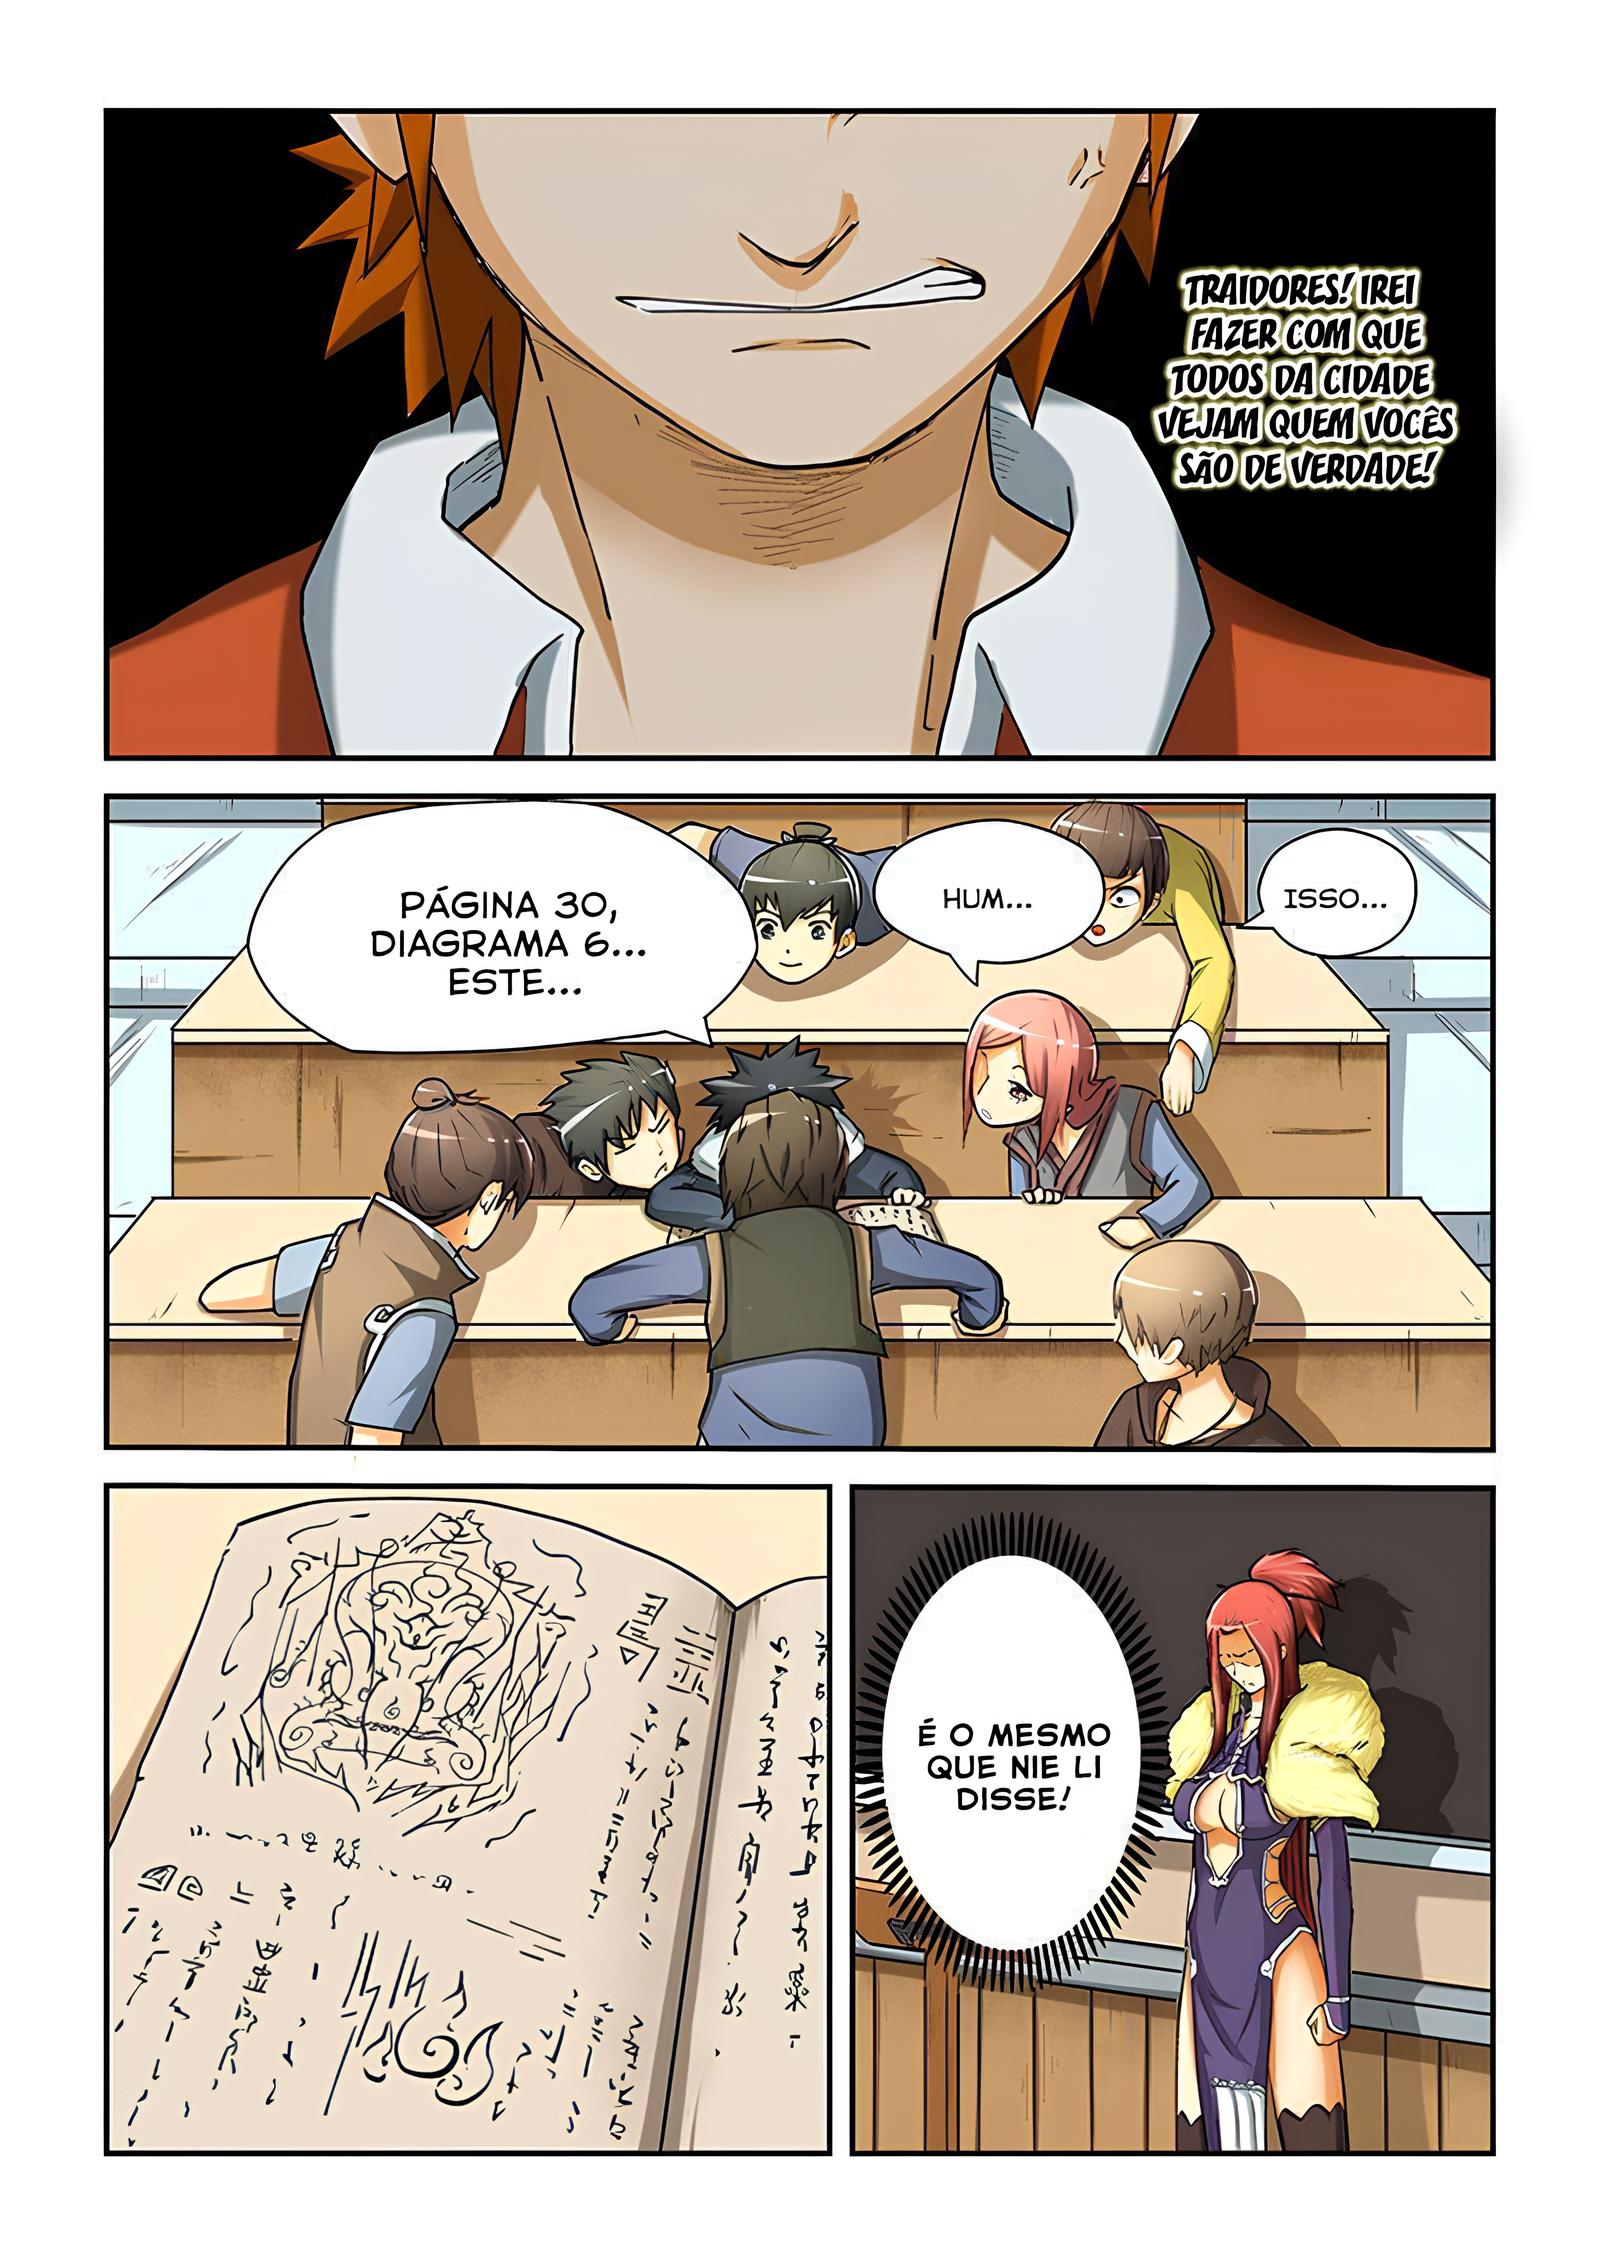 TRAIDORES! IREI
FAZER COM QUE
TODOS DA CIDADE
VEJAM QUEM VOCÊS
SÃO DE VERDADE!
PÁGINA 30,
DIAGRAMA 6...
ESTE...
HUM...
ISSO...
É O MESMO
QUE NIE LI
DISSE!